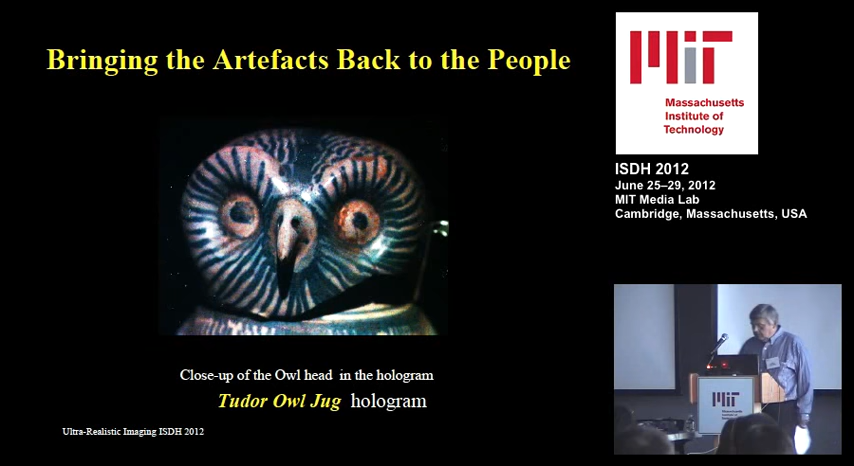 Bringing the Artefacts Back to the People
Close-up of the Owl head in the hologram
Tudor Owl Jug hologram
Ultra-Realistic Imaging ISDH 2012
Massachusetts
Institute of
Technology
ISDH 2012
June 25–29, 2012
MIT Media Lab
Cambridge, Massachusetts, USA
MIT